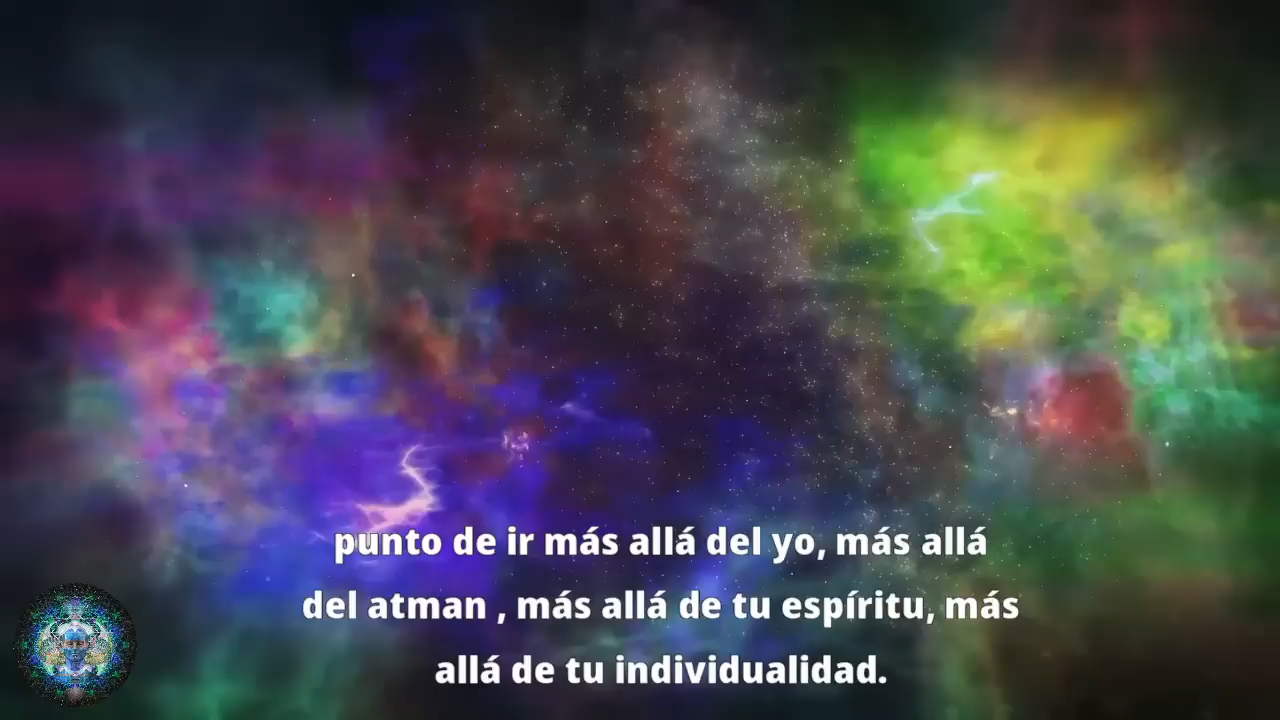 punto de ir más allá del yo, más allá
del atman , más allá de tu espíritu, más
allá de tu individualidad.